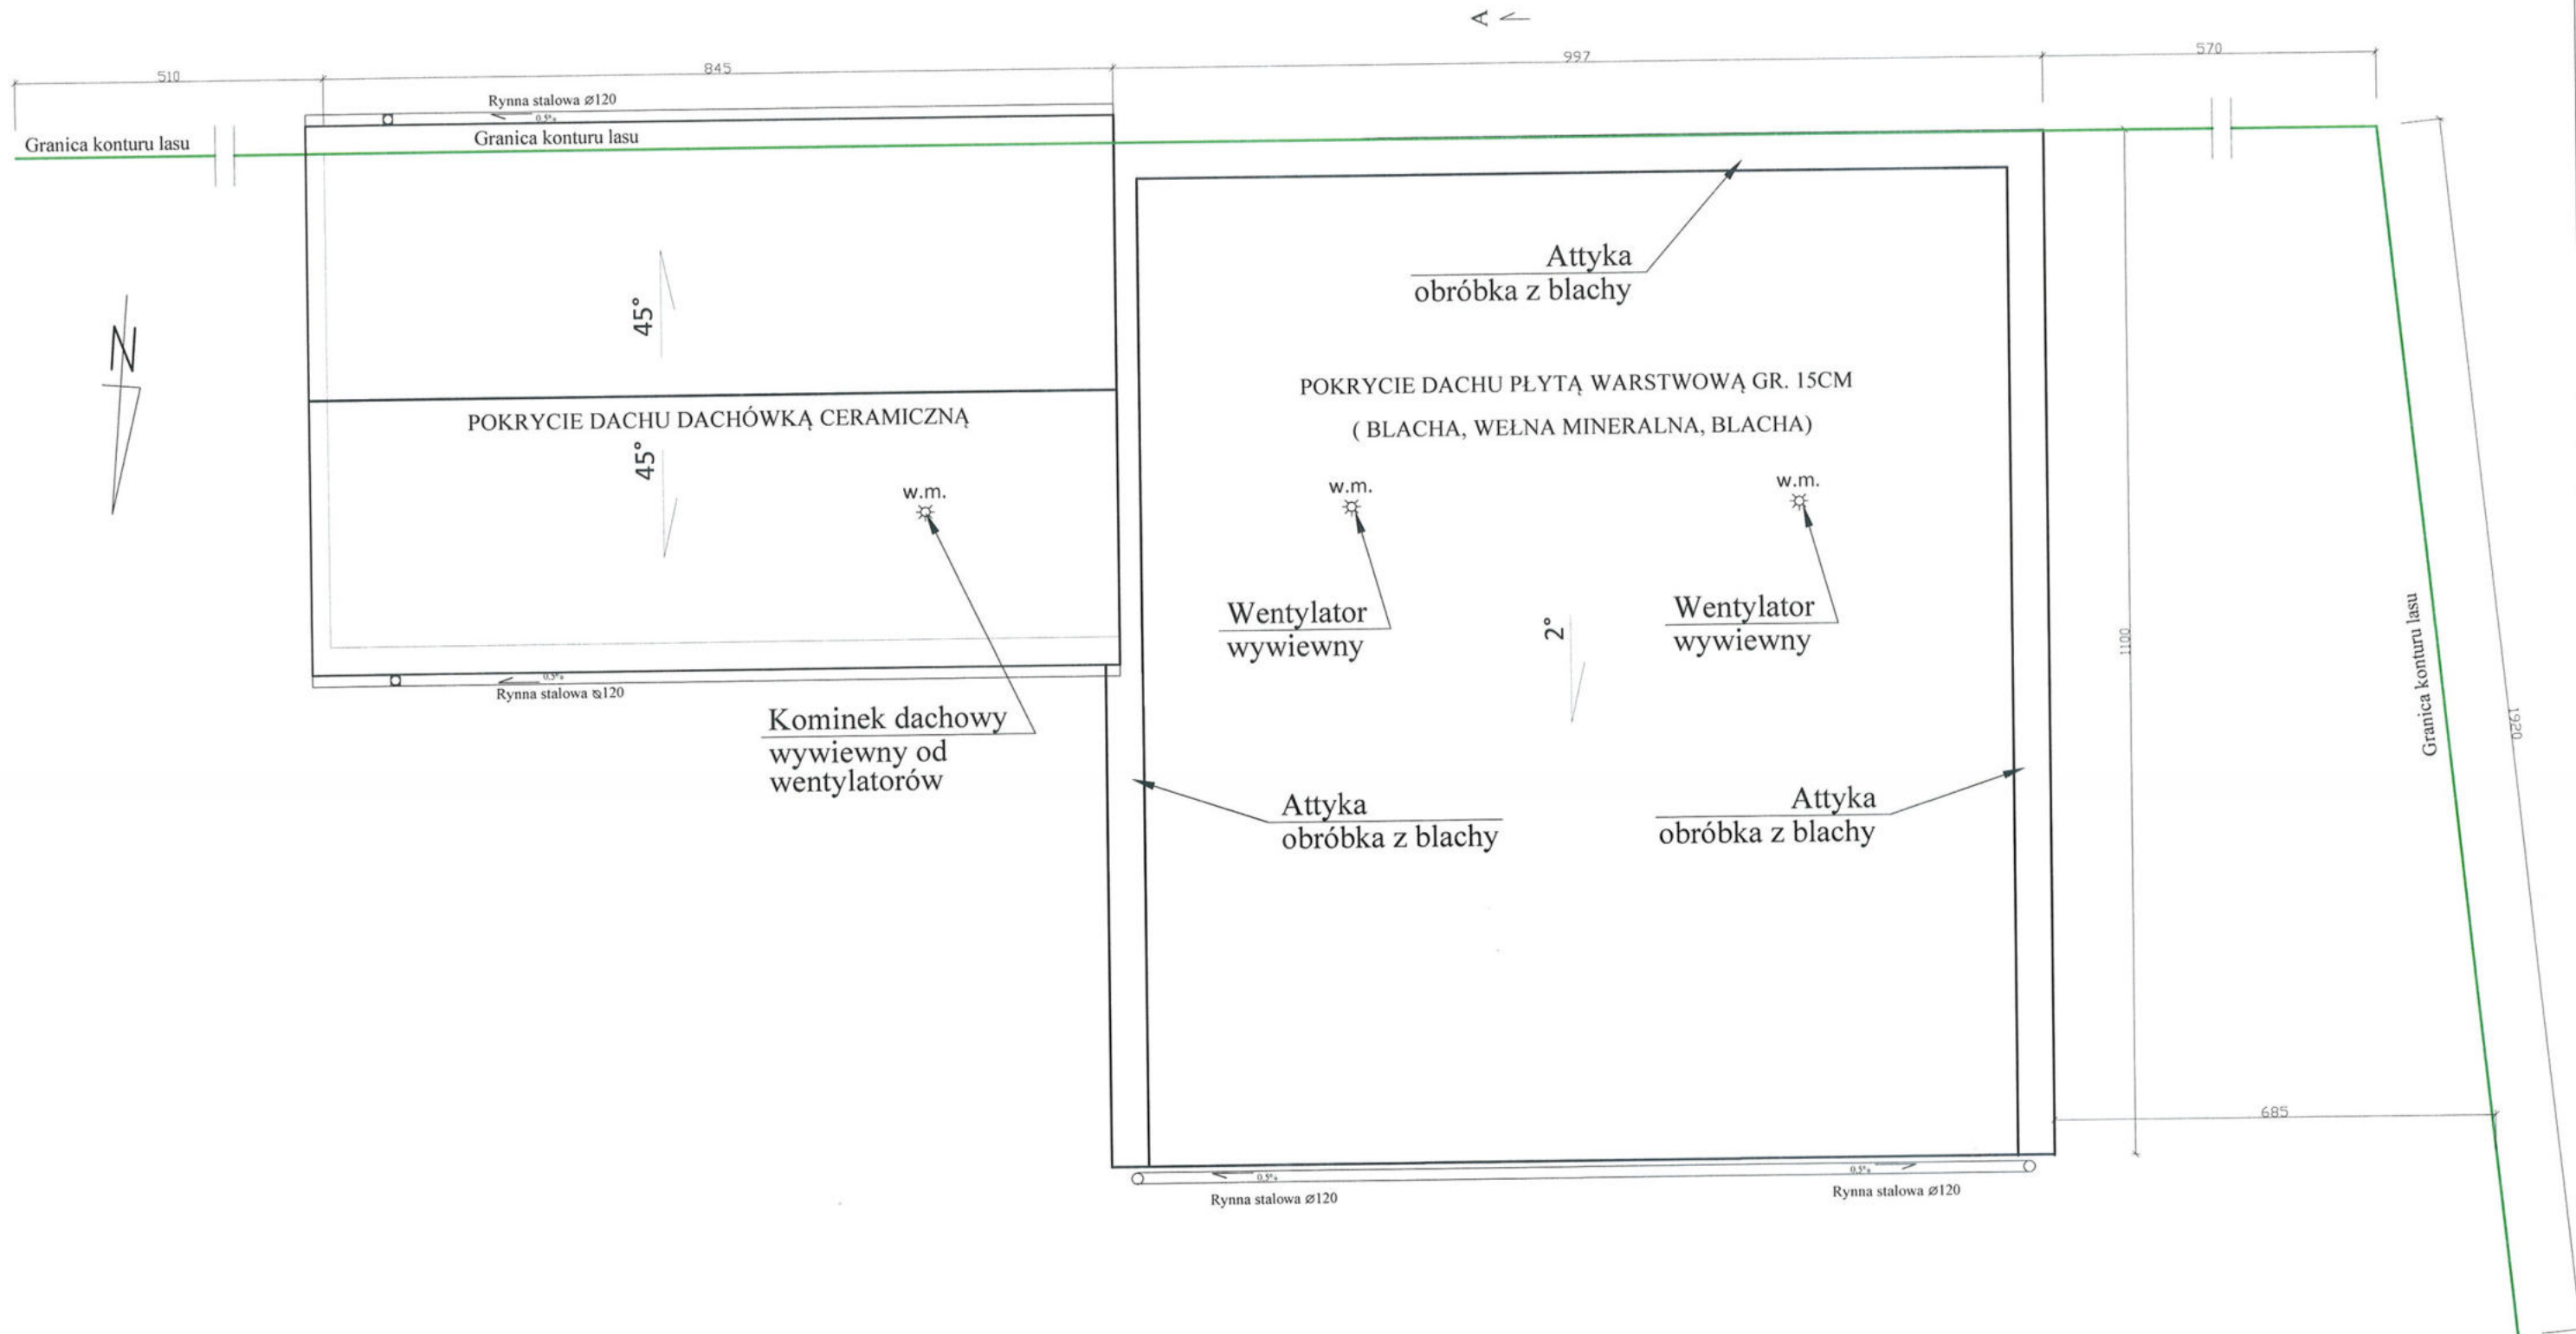 A
510
845
997
570
Rynna stalowa ⌀120
0.5%
Granica konturu lasu
Granica konturu lasu
N
45°
POKRYCIE DACHU DACHÓWKĄ CERAMICZNĄ
45°
w.m.
0.5%
Rynna stalowa ⌀120
Kominek dachowy
wywiewny od
wentylatorów
Attyka
obróbka z blachy
POKRYCIE DACHU PŁYTĄ WARSTWOWĄ GR. 15CM
( BLACHA, WEŁNA MINERALNA, BLACHA)
w.m.
w.m.
Wentylator
wywiewny
Wentylator
wywiewny
2°
Attyka
obróbka z blachy
Attyka
obróbka z blachy
1100
Granica konturu lasu
1920
685
0.5%
0.5%
Rynna stalowa ⌀120
Rynna stalowa ⌀120